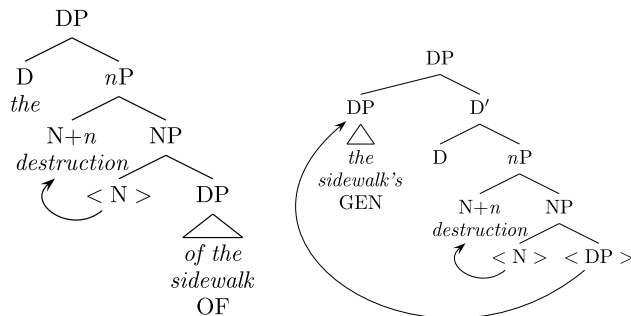 DP
D
nP
the
N+n
NP
destruction
< N >
DP
of the
sidewalk
OF
DP
DP
D′
the
sidewalk's
GEN
D
nP
N+n
NP
destruction
< N >
< DP >